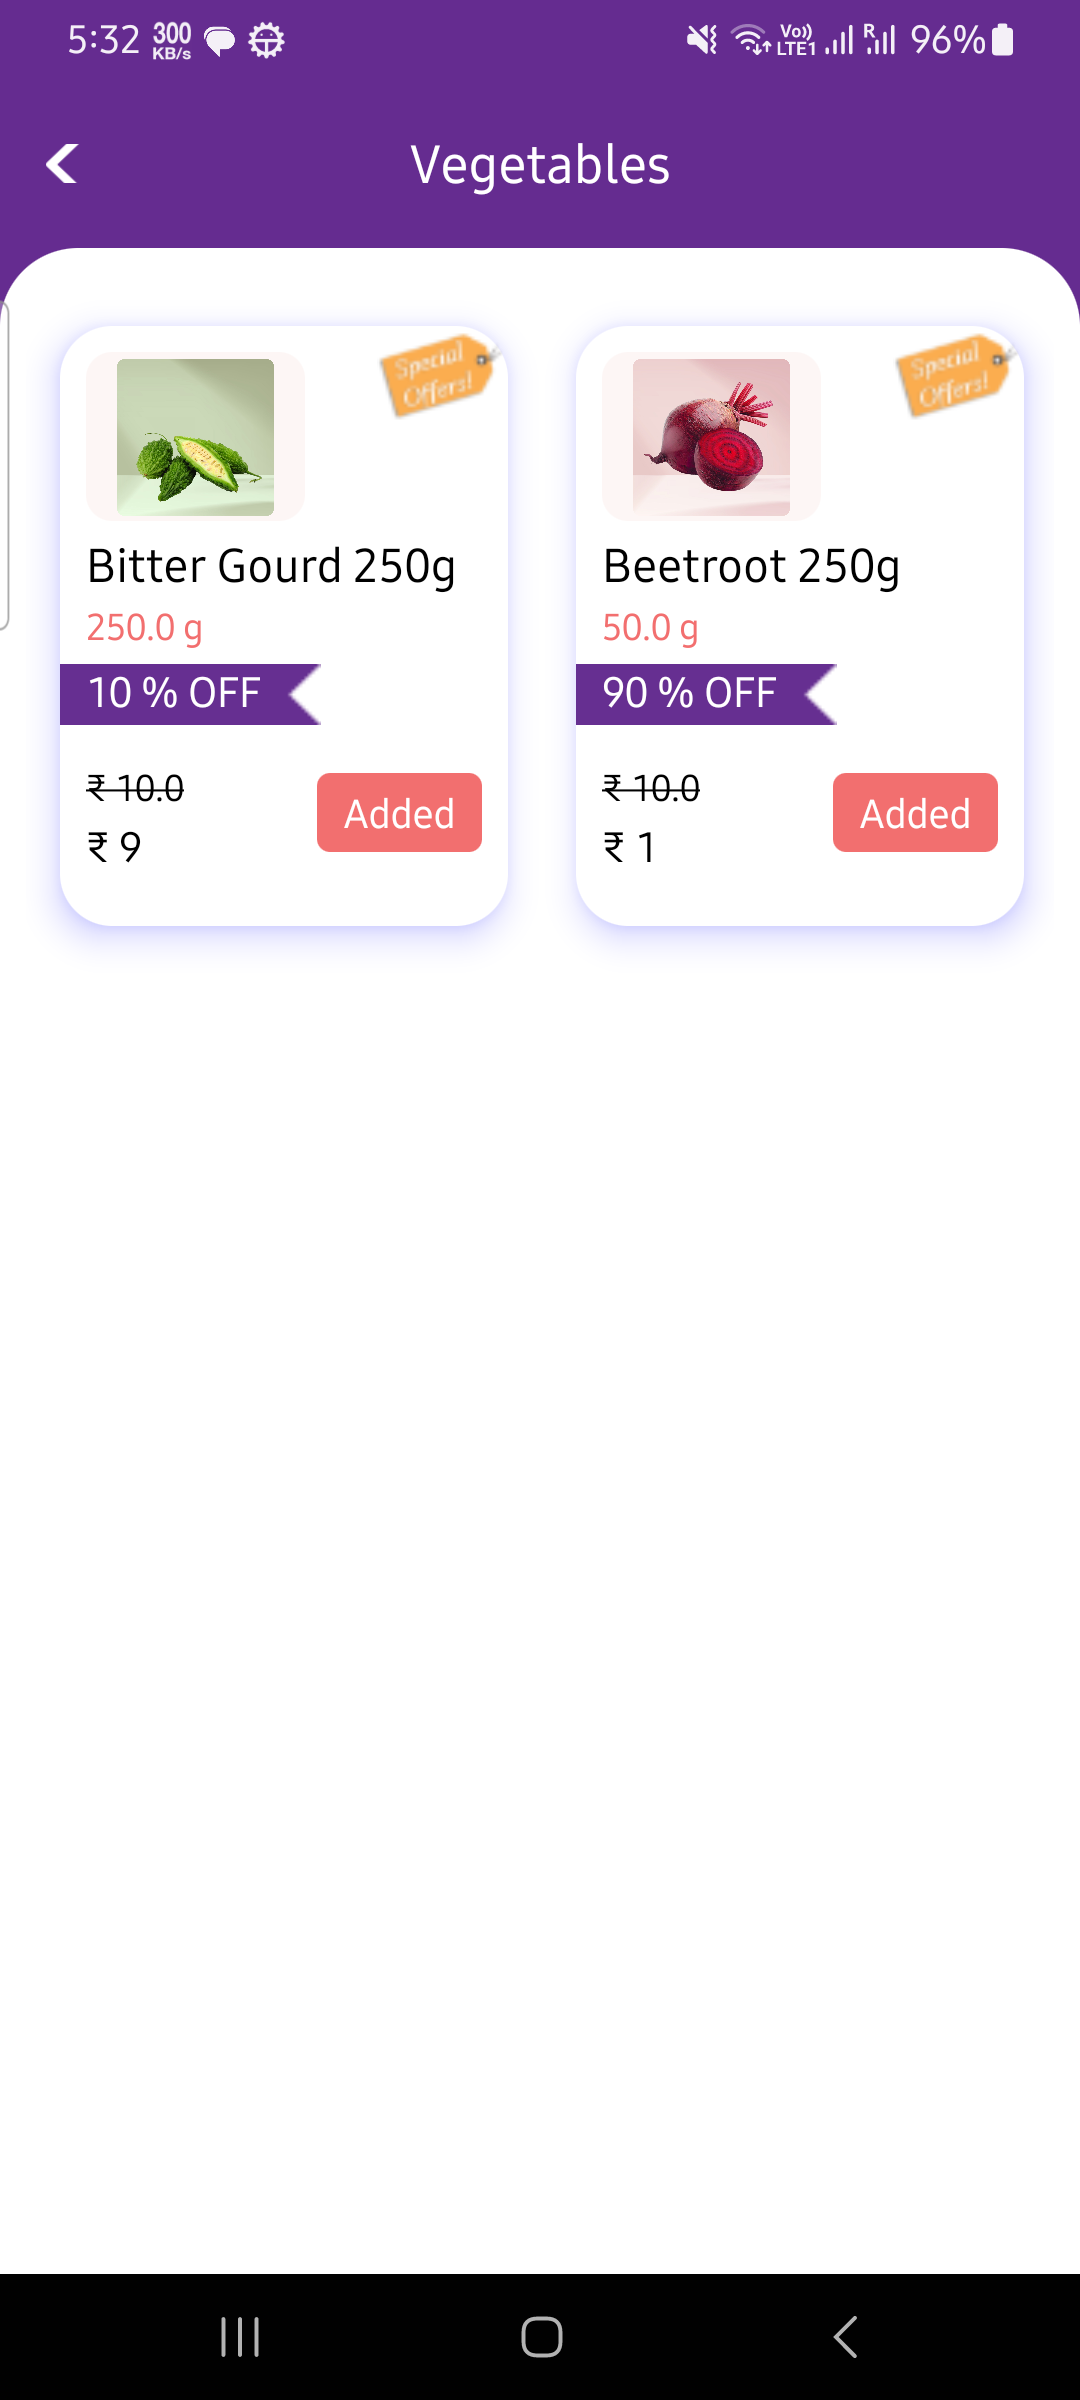 5:32 300 KB/s Vo)) LTE1 R 96%
Vegetables
Special Offers!
Bitter Gourd 250g
250.0 g
10 % OFF
₹ 10.0
₹ 9
Added
Special Offers!
Beetroot 250g
50.0 g
90 % OFF
₹ 10.0
₹ 1
Added